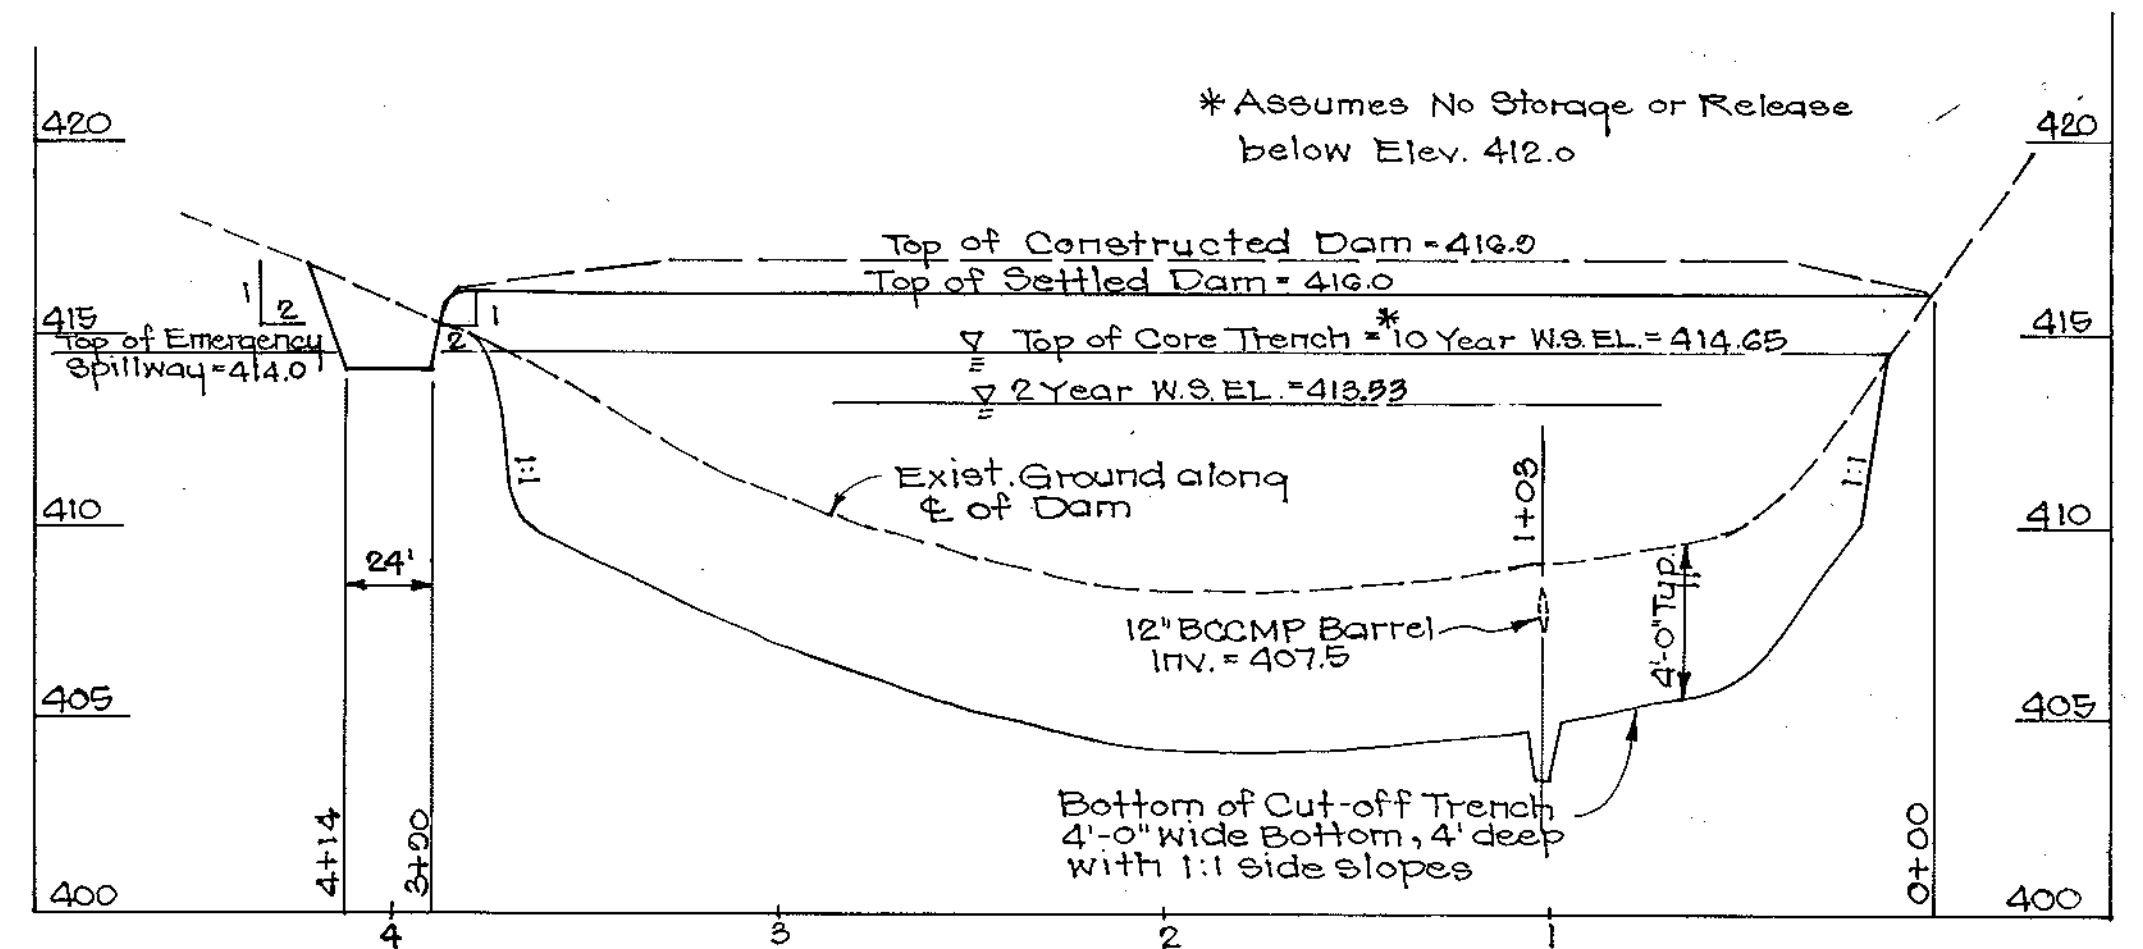 * Assumes No Storage or Release
below Elev. 412.0
420
420
Top of Constructed Dam = 416.9
Top of Settled Dam = 416.0
1
2
1
2
415
415
Top of Emergency
Spillway = 414.0
Top of Core Trench = *10 Year W.S.EL. = 414.65
2 Year W.S.EL. = 413.53
1:1
1:1
Exist. Ground along
℄ of Dam
1+03
410
410
24'
4'-0" Typ.
12" BCCMP Barrel
Inv. = 407.5
405
405
Bottom of Cut-off Trench
4'-0" Wide Bottom, 4' deep
with 1:1 side slopes
4+14
3+90
0+00
400
400
4
3
2
1